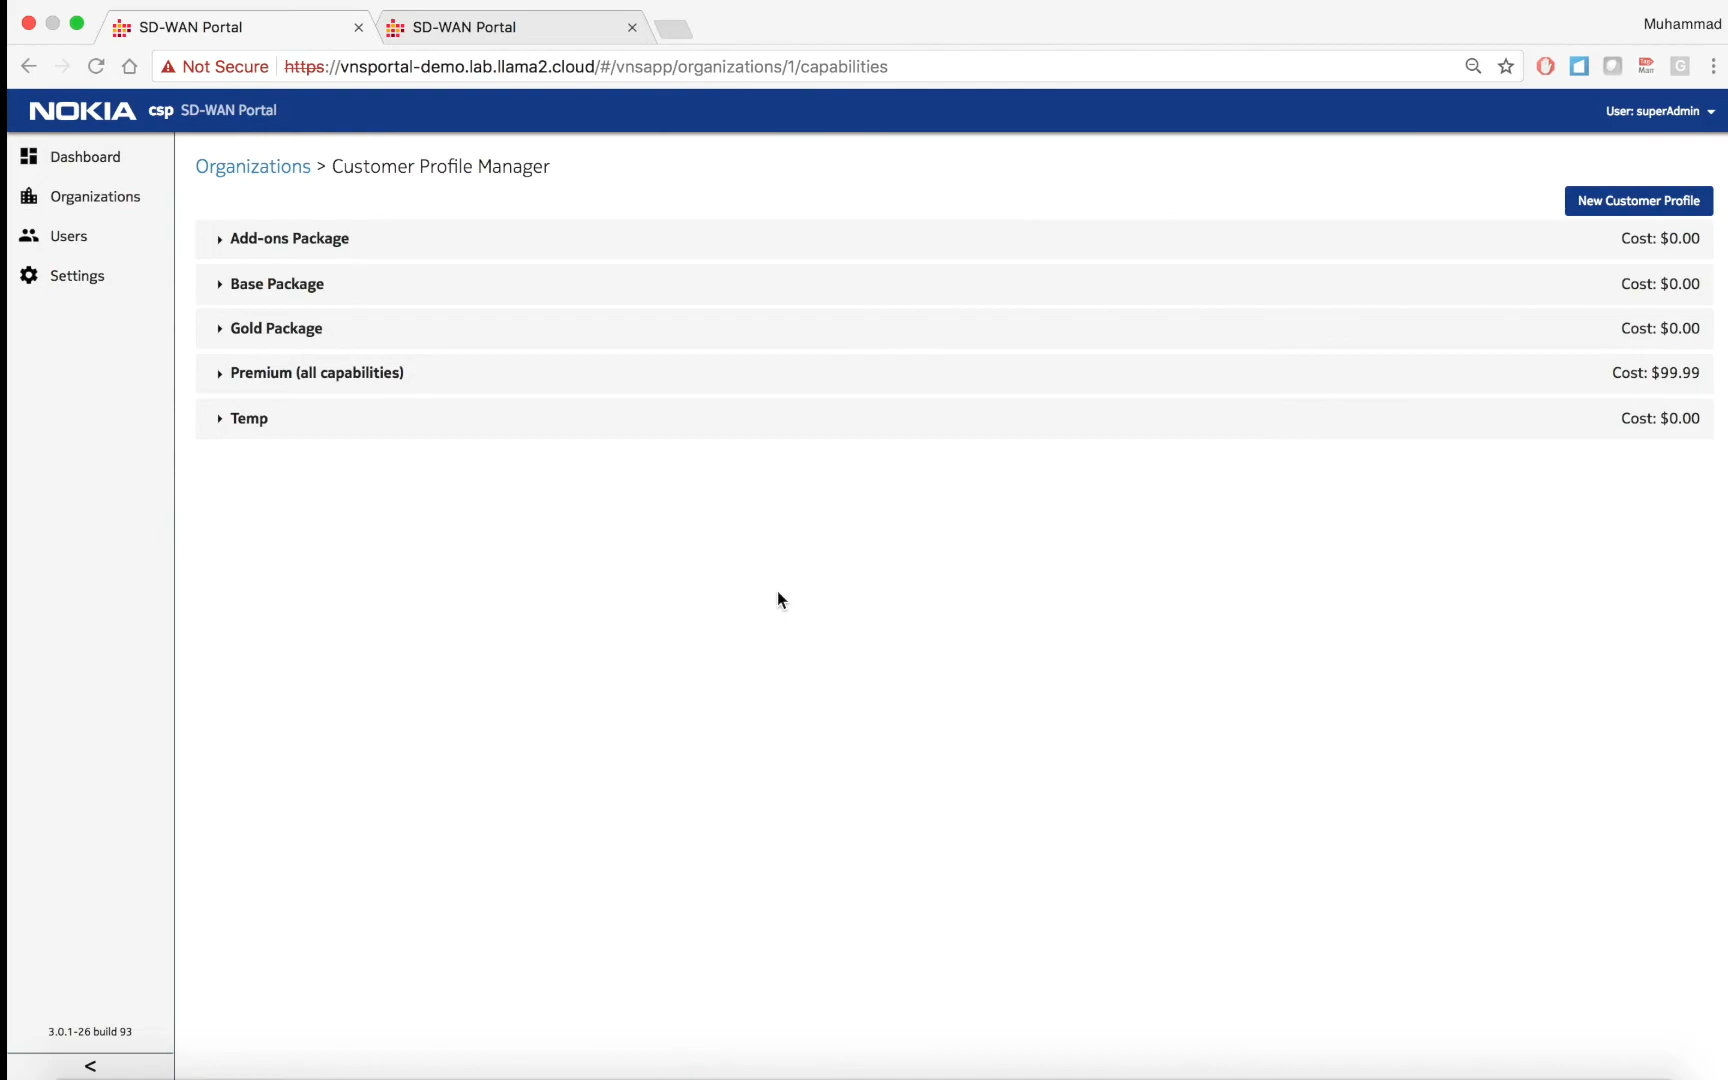 SD-WAN Portal
SD-WAN Portal
Muhammad
Not Secure https://vnsportal-demo.lab.llama2.cloud/#/vnsapp/organizations/1/capabilities
NOKIA csp SD-WAN Portal
User: superAdmin
Dashboard
Organizations
Users
Settings
Organizations > Customer Profile Manager
New Customer Profile
Add-ons Package Cost: $0.00
Base Package Cost: $0.00
Gold Package Cost: $0.00
Premium (all capabilities) Cost: $99.99
Temp Cost: $0.00
3.0.1-26 build 93
<